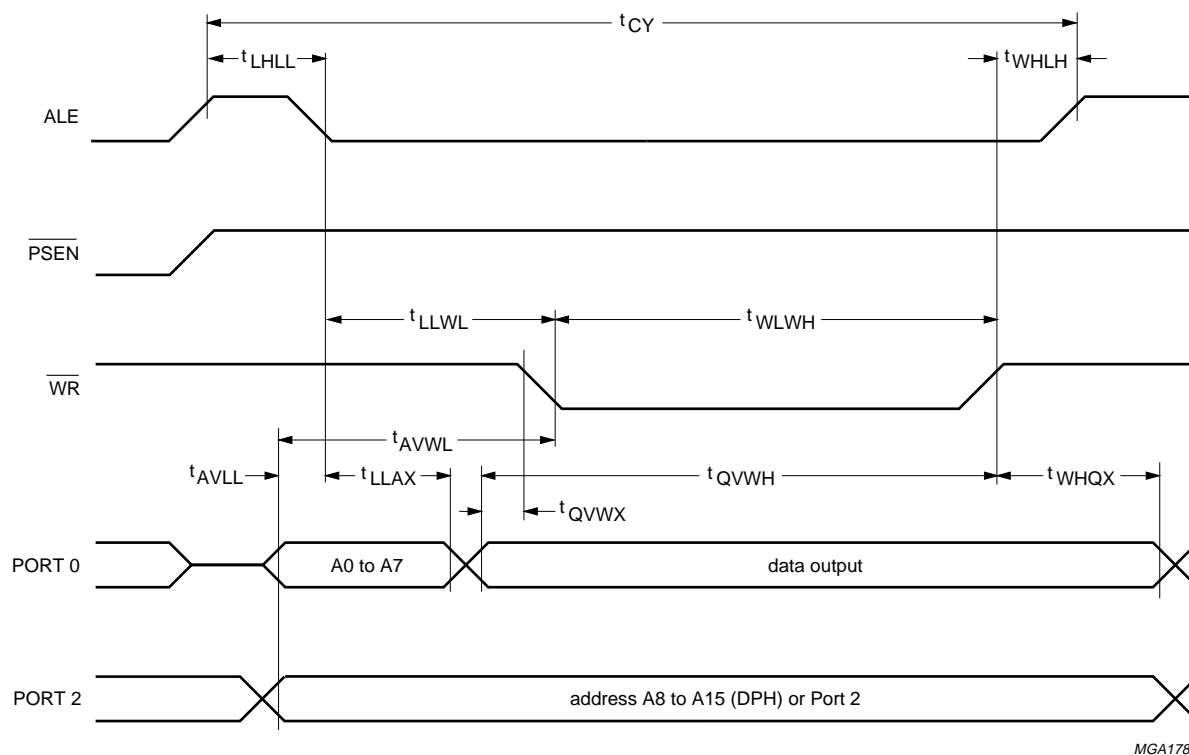 tCY
tLHLL
tWHLH
ALE
PSEN
tLLWL
tWLWH
WR
tAVWL
tAVLL
tLLAX
tQVWH
tWHQX
tQVWX
PORT 0
A0 to A7
data output
PORT 2
address A8 to A15 (DPH) or Port 2
MGA178